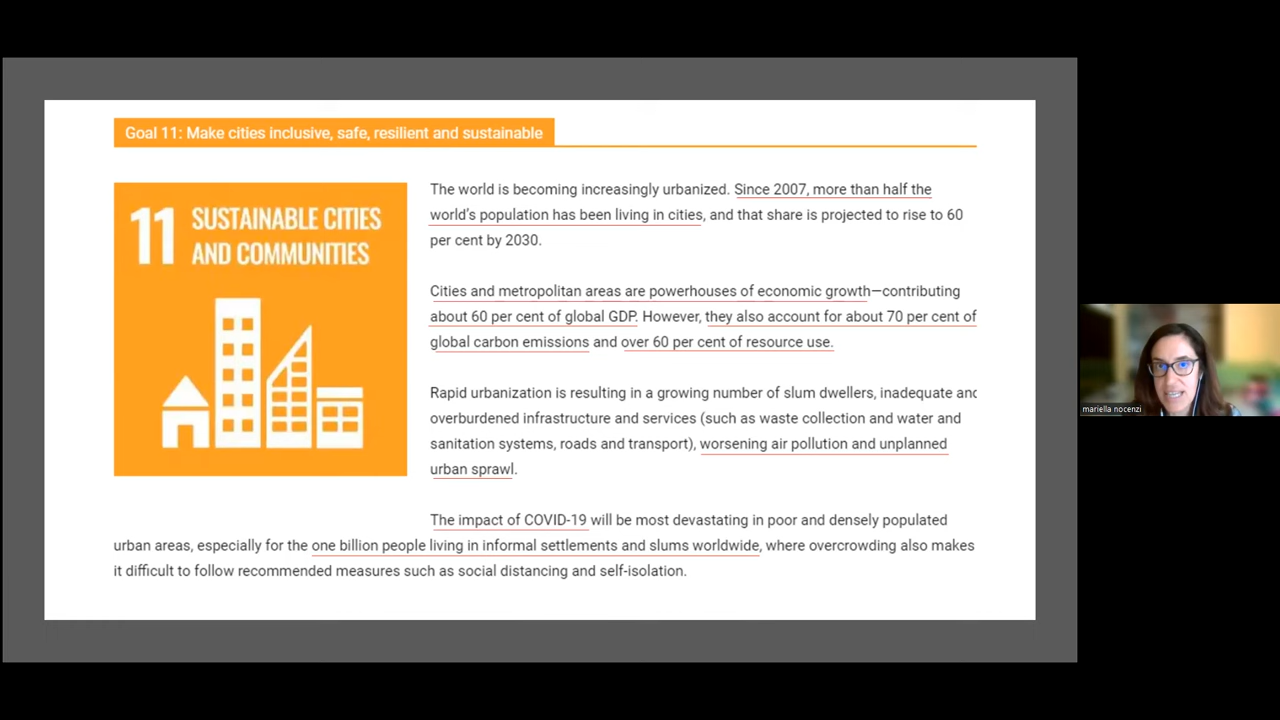 Goal 11: Make cities inclusive, safe, resilient and sustainable
11 SUSTAINABLE CITIES
AND COMMUNITIES
The world is becoming increasingly urbanized. Since 2007, more than half the
world's population has been living in cities, and that share is projected to rise to 60
per cent by 2030.
Cities and metropolitan areas are powerhouses of economic growth—contributing
about 60 per cent of global GDP. However, they also account for about 70 per cent of
global carbon emissions and over 60 per cent of resource use.
Rapid urbanization is resulting in a growing number of slum dwellers, inadequate and
overburdened infrastructure and services (such as waste collection and water and
sanitation systems, roads and transport), worsening air pollution and unplanned
urban sprawl.
The impact of COVID-19 will be most devastating in poor and densely populated
urban areas, especially for the one billion people living in informal settlements and slums worldwide, where overcrowding also makes
it difficult to follow recommended measures such as social distancing and self-isolation.
mariella nocenzi